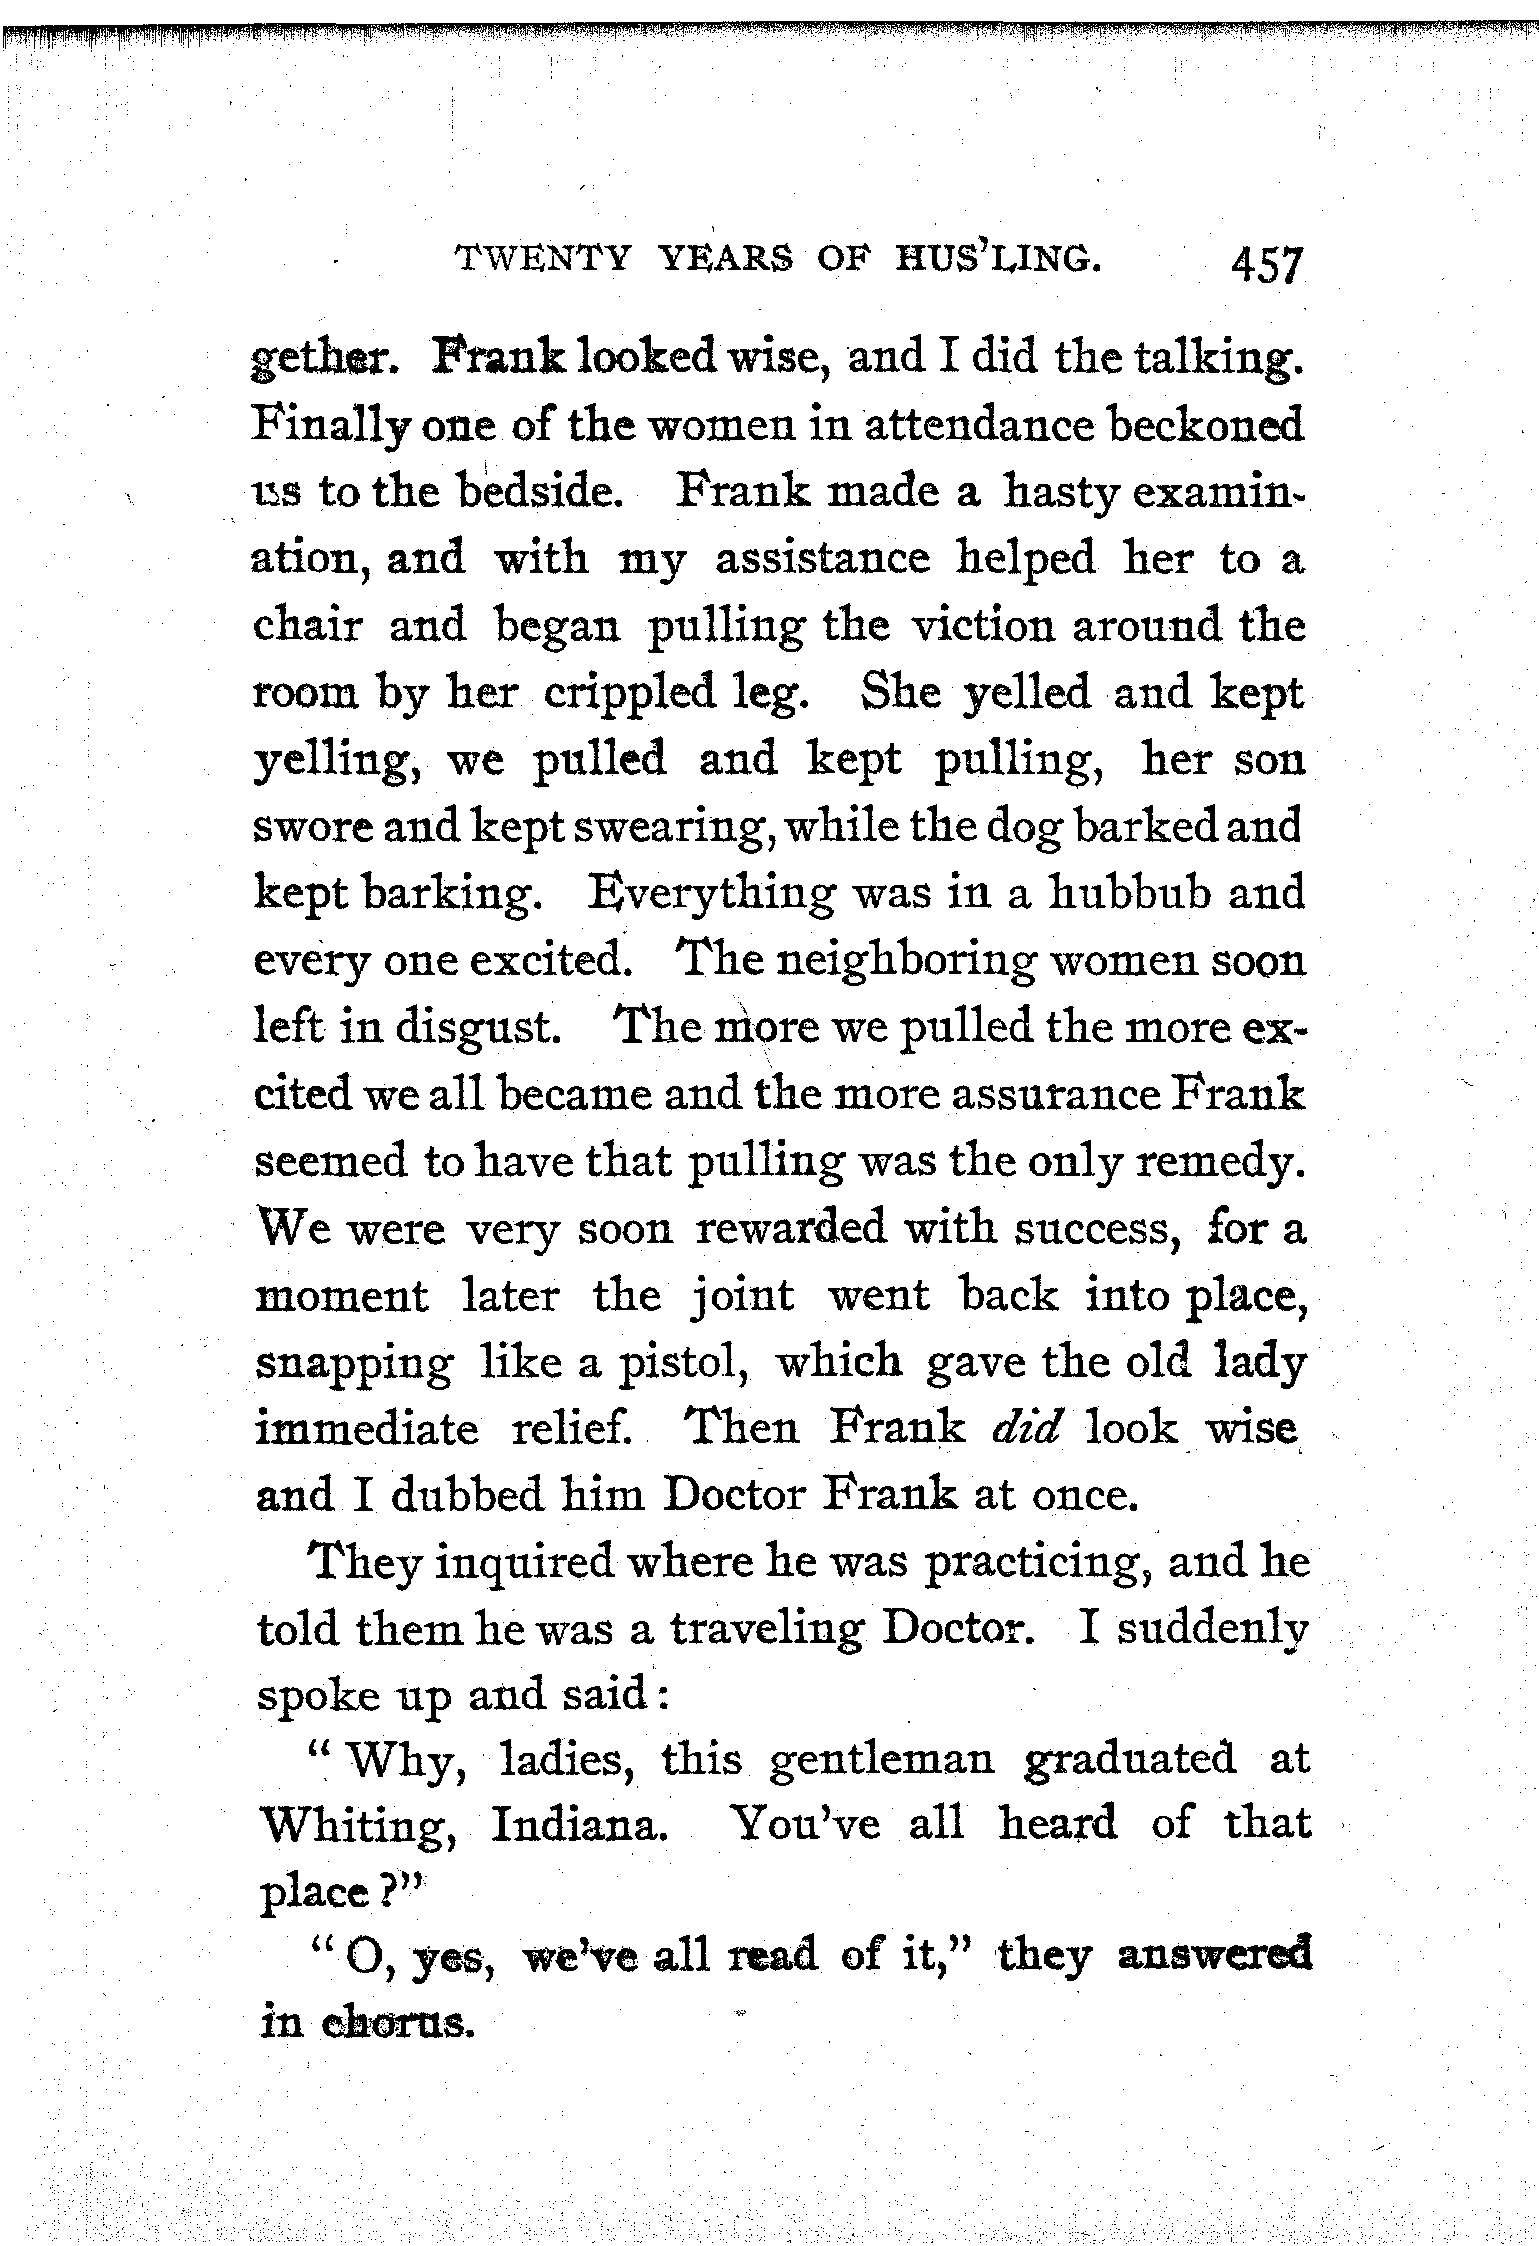 TWENTY YEARS OF HUS'LING. 457
gether. Frank looked wise, and I did the talking.
Finally one of the women in attendance beckoned
us to the bedside. Frank made a hasty examin-
ation, and with my assistance helped her to a
chair and began pulling the viction around the
room by her crippled leg. She yelled and kept
yelling, we pulled and kept pulling, her son
swore and kept swearing, while the dog barked and
kept barking. Everything was in a hubbub and
every one excited. The neighboring women soon
left in disgust. The more we pulled the more ex-
cited we all became and the more assurance Frank
seemed to have that pulling was the only remedy.
We were very soon rewarded with success, for a
moment later the joint went back into place,
snapping like a pistol, which gave the old lady
immediate relief. Then Frank did look wise
and I dubbed him Doctor Frank at once.
They inquired where he was practicing, and he
told them he was a traveling Doctor. I suddenly
spoke up and said:
"Why, ladies, this gentleman graduated at
Whiting, Indiana. You've all heard of that
place?"
"O, yes, we've all read of it," they answered
in chorus.